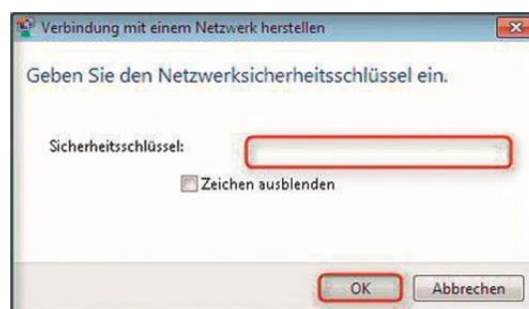 Verbindung mit einem Netzwerk herstellen
Geben Sie den Netzwerksicherheitsschlüssel ein.
Sicherheitsschlüssel:
Zeichen ausblenden
OK
Abbrechen